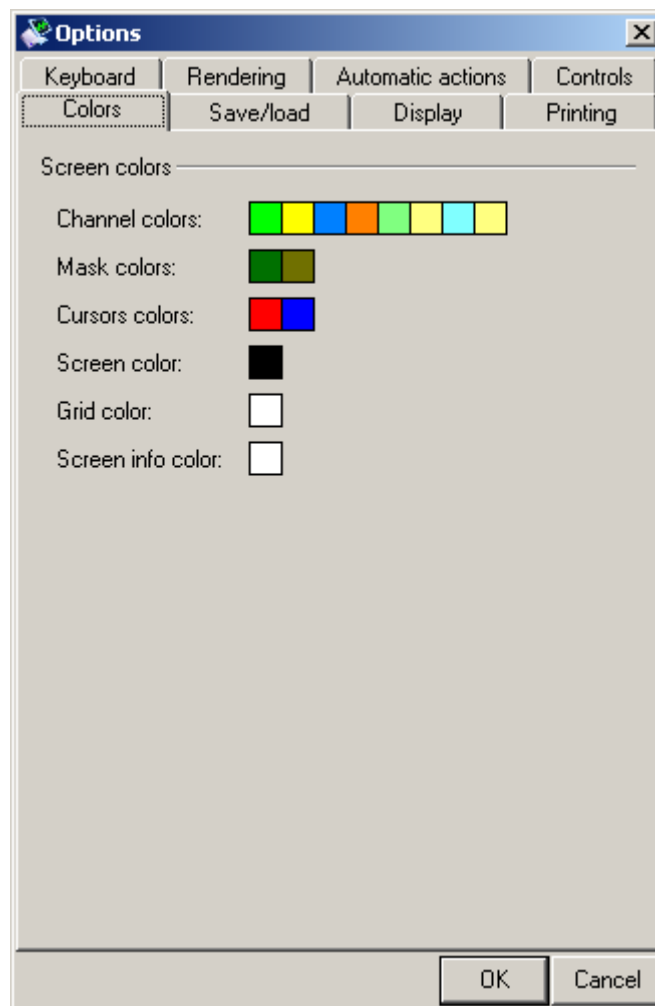 Options
Keyboard Rendering Automatic actions Controls
Colors Save/load Display Printing
Screen colors
Channel colors:
Mask colors:
Cursors colors:
Screen color:
Grid color:
Screen info color:
OK Cancel